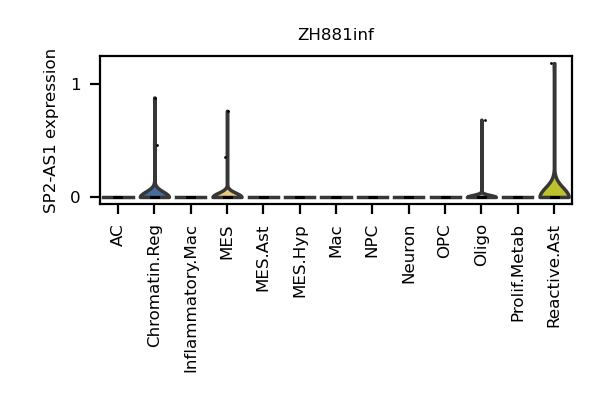 ZH881inf
SP2-AS1 expression
1
0
AC
Chromatin.Reg
Inflammatory.Mac
MES
MES.Ast
MES.Hyp
Mac
NPC
Neuron
OPC
Oligo
Prolif.Metab
Reactive.Ast